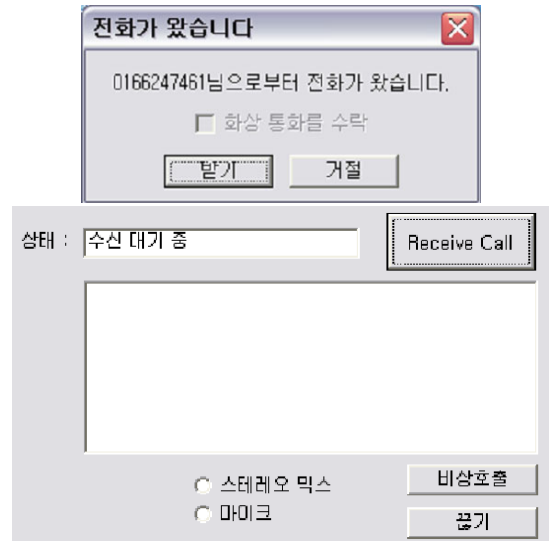 전화가 왔습니다
0166247461님으로부터 전화가 왔습니다.
화상 통화를 수락
받기 거절
상태 : 수신 대기 중 Receive Call
스테레오 믹스 비상호출
마이크 끊기